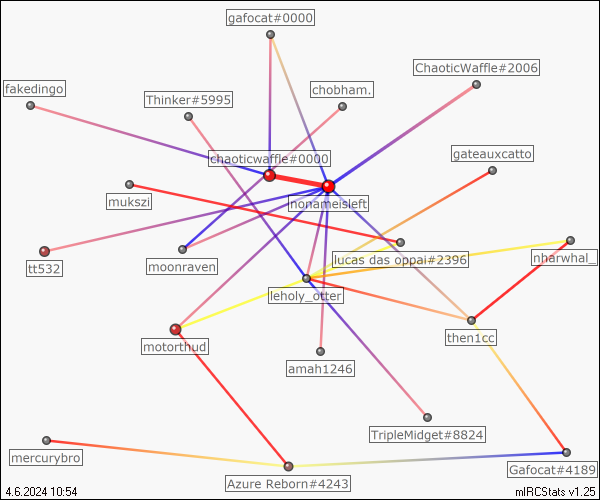 gafocat#0000
ChaoticWaffle#2006
fakedingo
chobham.
Thinker#5995
gateauxcatto
chaoticwaffle#0000
mukszi
nonameisleft
nharwhal_
lucas das oppai#2396
tt532
moonraven
leholy_otter
then1cc
motorthud
amah1246
TripleMidget#8824
mercurybro
Gafocat#4189
Azure Reborn#4243
4.6.2024 10:54
mIRCStats v1.25